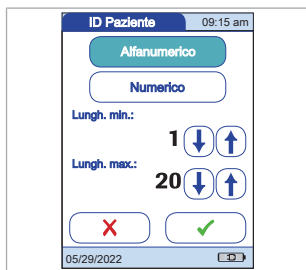 ID Paziente 09:15 am
Alfanumerico
Numerico
Lungh. min.:
1
Lungh. max.:
20
05/29/2022